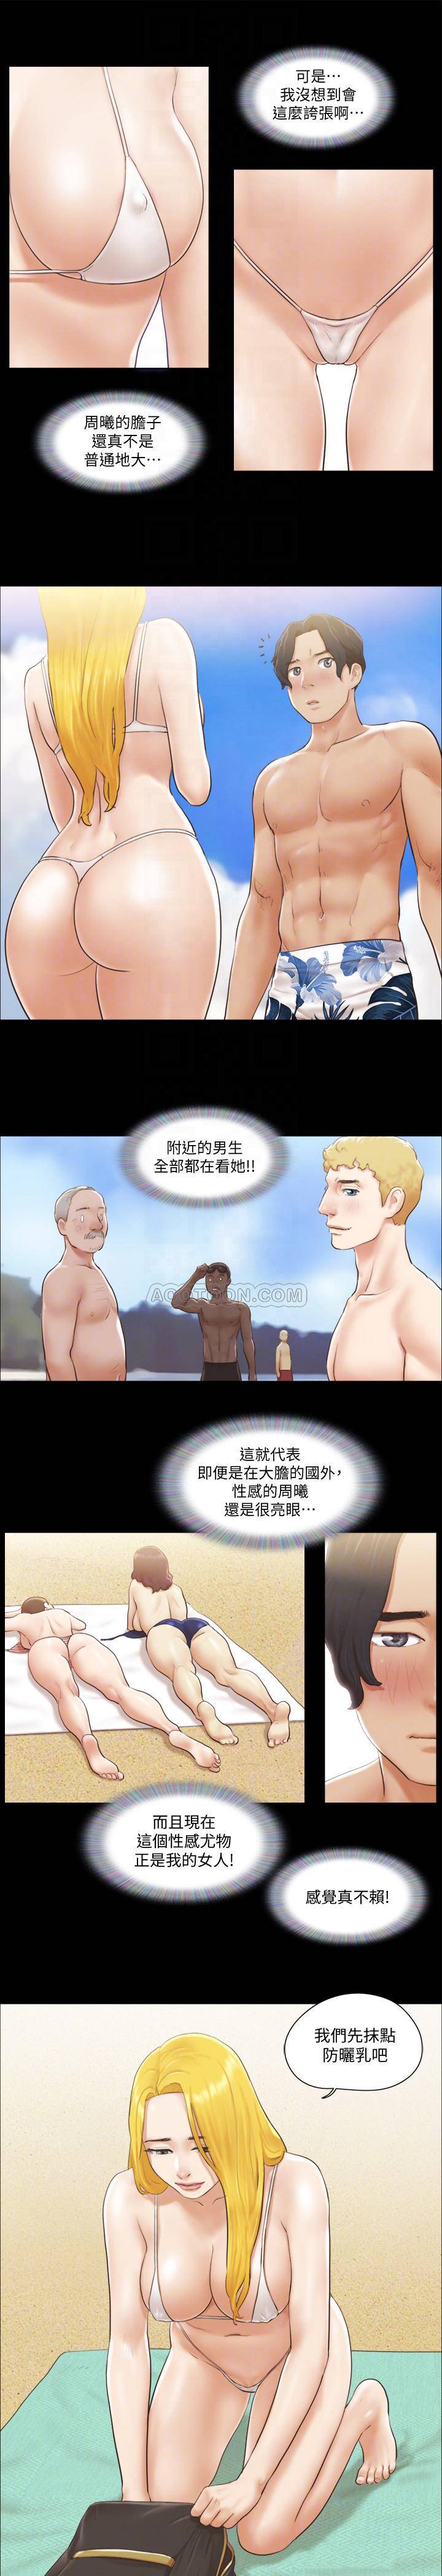 可是…
我沒想到會
這麼誇張啊…
周曦的膽子
還真不是
普通地大…
附近的男生
全部都在看她!!
這就代表
即便是在大膽的國外,
性感的周曦
還是很亮眼…
而且現在
這個性感尤物
正是我的女人!
感覺真不賴!
我們先抹點
防曬乳吧